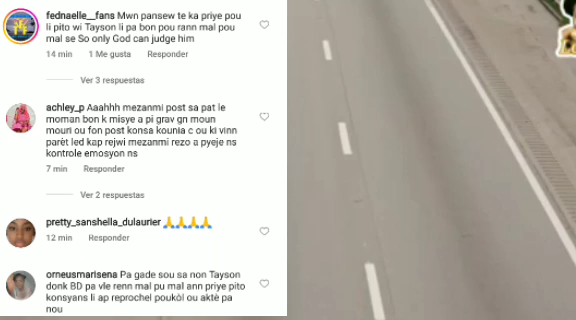 fednaelle__fans Mwn pansew te ka priye pou
li pito wi Tayson li pa bon pou rann mal pou
mal se So only God can judge him
14 min 1 Me gusta Responder
Ver 3 respuestas
achley_p Aaahhh mezanmi post sa pat le
moman bon k misye a pi grav gn moun
mouri ou fon post konsa kounia c ou ki vinn
parèt led kap rejwi mezanmi rezo a pyeje ns
kontrole emosyon ns
7 min Responder
Ver 2 respuestas
pretty_sanshella_dulaurier 🙏🙏🙏🙏
12 min Responder
orneusmarisena Pa gade sou sa non Tayson
donk BD pa vle renn mal pu mal ann priye pito
konsyans li ap reprochel poukòl ou aktè pa
nou